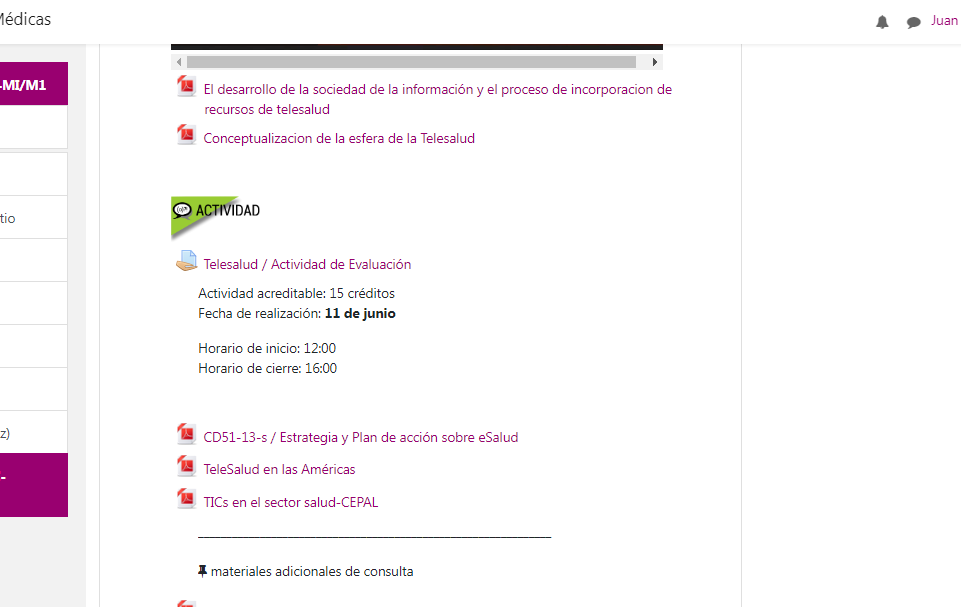 Médicas
Juan
-MI/M1
tio
z)
-
El desarrollo de la sociedad de la información y el proceso de incorporacion de
recursos de telesalud
Conceptualizacion de la esfera de la Telesalud
ACTIVIDAD
Telesalud / Actividad de Evaluación
Actividad acreditable: 15 créditos
Fecha de realización: 11 de junio
Horario de inicio: 12:00
Horario de cierre: 16:00
CD51-13-s / Estrategia y Plan de acción sobre eSalud
TeleSalud en las Américas
TICs en el sector salud-CEPAL
materiales adicionales de consulta